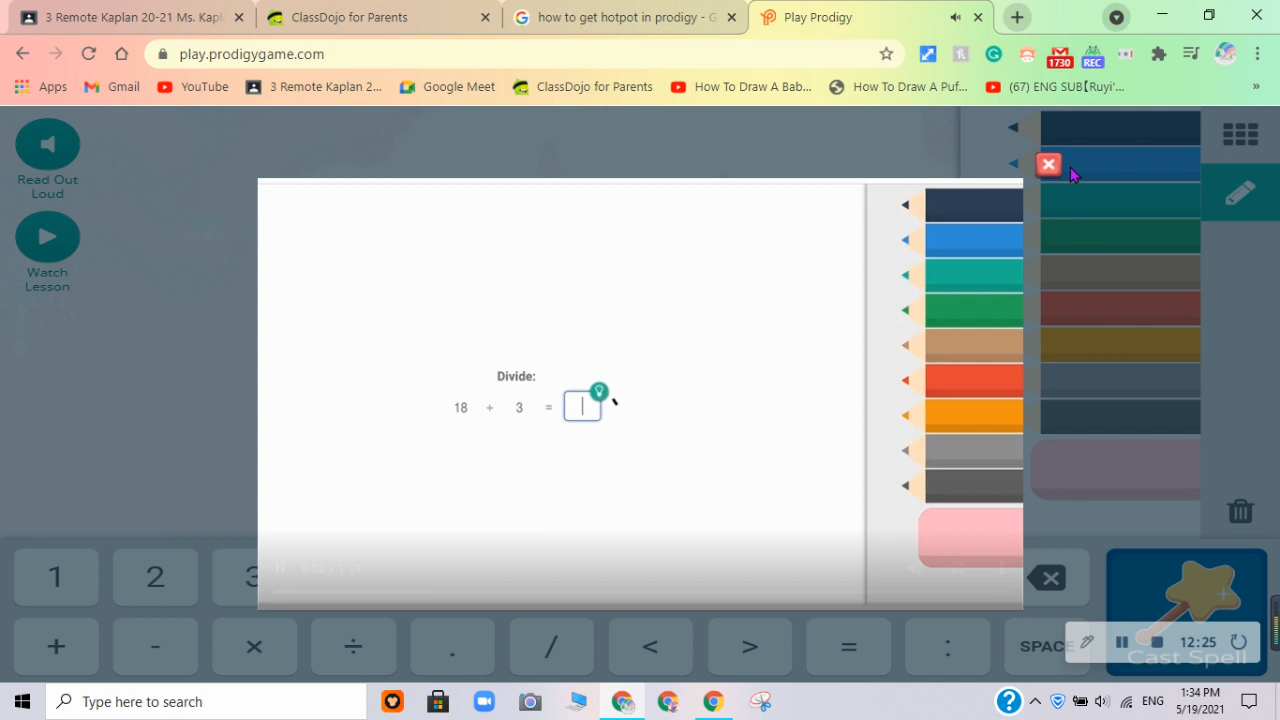 3 Remote Kaplan 20-21 Ms. Kapl
ClassDojo for Parents
how to get hotpot in prodigy - G
Play Prodigy
play.prodigygame.com
1730
REC
Apps
Gmail
YouTube
3 Remote Kaplan 2...
Google Meet
ClassDojo for Parents
How To Draw A Bab...
How To Draw A Puf...
(67) ENG SUB【Ruyi'...
»
Read Out
Loud
Watch
Lesson
Divide:
18 ÷ 3 =
1 2 3
+ - × ÷ . / < > = : SPACE
12:25
Cast Spell
Type here to search
ENG
1:34 PM
5/19/2021